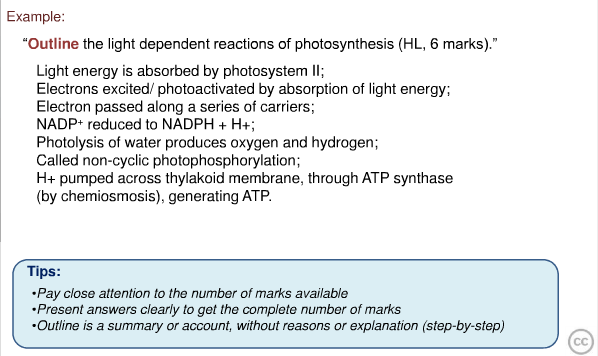 Example:
“Outline the light dependent reactions of photosynthesis (HL, 6 marks).”
Light energy is absorbed by photosystem II;
Electrons excited/ photoactivated by absorption of light energy;
Electron passed along a series of carriers;
NADP⁺ reduced to NADPH + H+;
Photolysis of water produces oxygen and hydrogen;
Called non-cyclic photophosphorylation;
H+ pumped across thylakoid membrane, through ATP synthase
(by chemiosmosis), generating ATP.
Tips:
•Pay close attention to the number of marks available
•Present answers clearly to get the complete number of marks
•Outline is a summary or account, without reasons or explanation (step-by-step)
cc